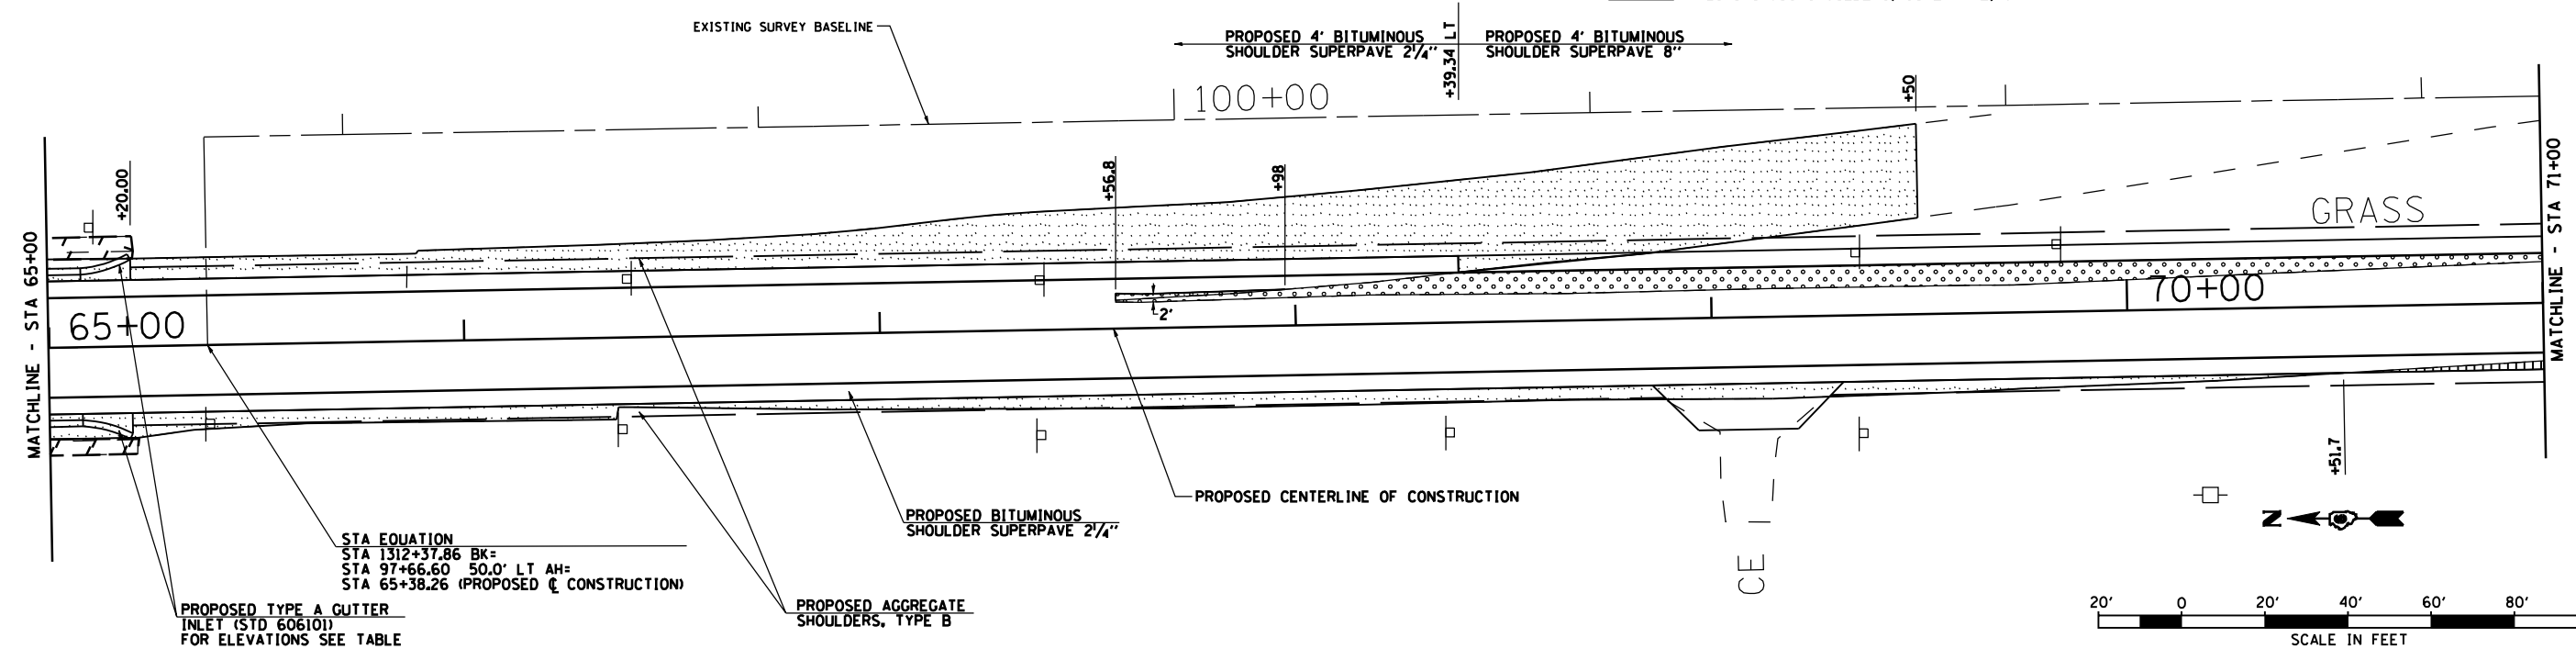 EXISTING SURVEY BASELINE
PROPOSED 4' BITUMINOUS
SHOULDER SUPERPAVE 2¼"
+39.34 LT
PROPOSED 4' BITUMINOUS
SHOULDER SUPERPAVE 8"
100+00
+50
+20.00
+56.8
+98
GRASS
MATCHLINE - STA 65+00
MATCHLINE - STA 71+00
65+00
2'
70+00
+51.7
PROPOSED CENTERLINE OF CONSTRUCTION
PROPOSED BITUMINOUS
SHOULDER SUPERPAVE 2¼"
N
STA EQUATION
STA 1312+37.86 BK=
STA 97+66.60 50.0' LT AH=
STA 65+38.26 (PROPOSED ℄ CONSTRUCTION)
CE
PROPOSED AGGREGATE
SHOULDERS, TYPE B
PROPOSED TYPE A GUTTER
INLET (STD 606101)
FOR ELEVATIONS SEE TABLE
20' 0 20' 40' 60' 80'
SCALE IN FEET